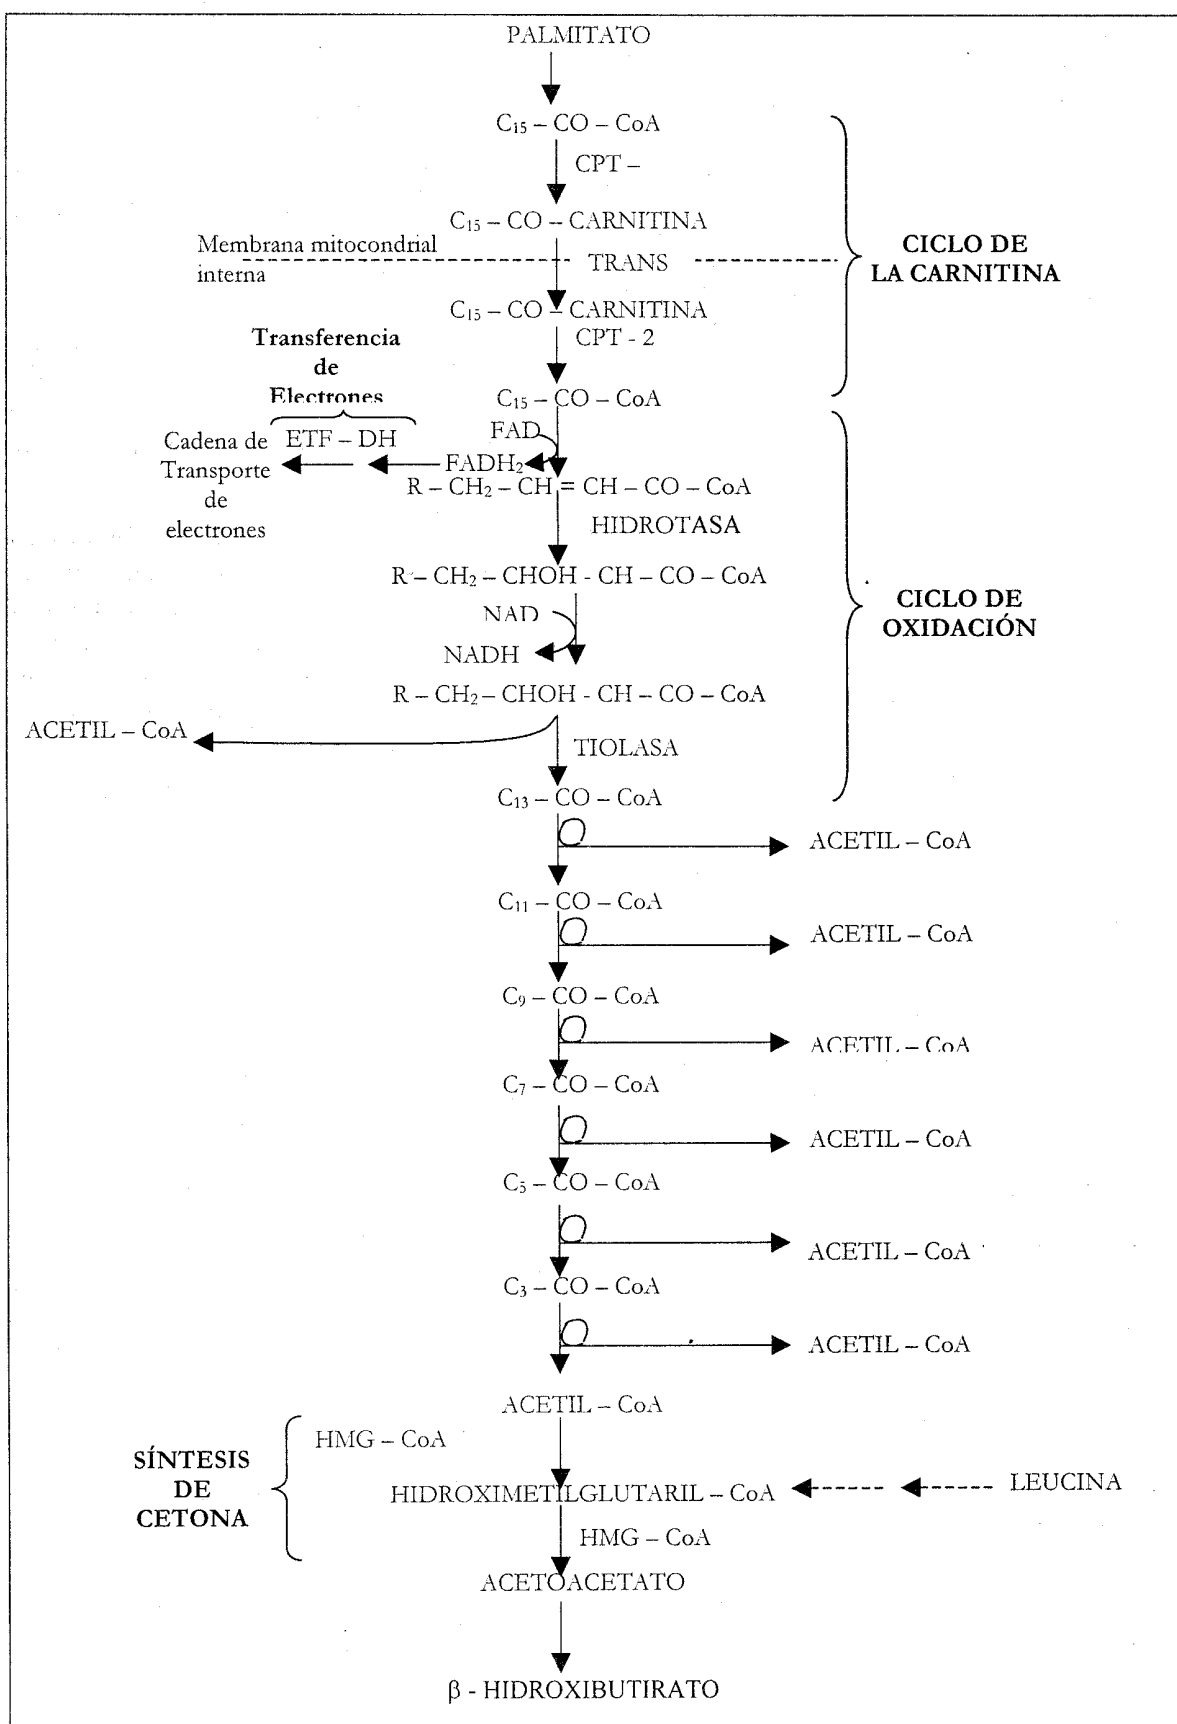 PALMITATO
C₁₅ – CO – CoA
CPT –
C₁₅ – CO – CARNITINA
Membrana mitocondrial
interna
TRANS
CICLO DE
LA CARNITINA
C₁₅ – CO – CARNITINA
CPT - 2
Transferencia
de
Electrones
C₁₅ – CO – CoA
FAD
ETF – DH
Cadena de
Transporte
de
electrones
FADH₂
R – CH₂ – CH = CH – CO – CoA
HIDROTASA
R – CH₂ – CHOH - CH – CO – CoA
CICLO DE
OXIDACIÓN
NAD
NADH
R – CH₂ – CHOH - CH – CO – CoA
ACETIL – CoA
TIOLASA
C₁₃ – CO – CoA
ACETIL – CoA
C₁₁ – CO – CoA
ACETIL – CoA
C₉ – CO – CoA
ACETIL – CoA
C₇ – CO – CoA
ACETIL – CoA
C₅ – CO – CoA
ACETIL – CoA
C₃ – CO – CoA
ACETIL – CoA
ACETIL – CoA
SÍNTESIS
DE
CETONA
HMG – CoA
HIDROXIMETILGLUTARIL – CoA
LEUCINA
HMG – CoA
ACETOACETATO
β - HIDROXIBUTIRATO